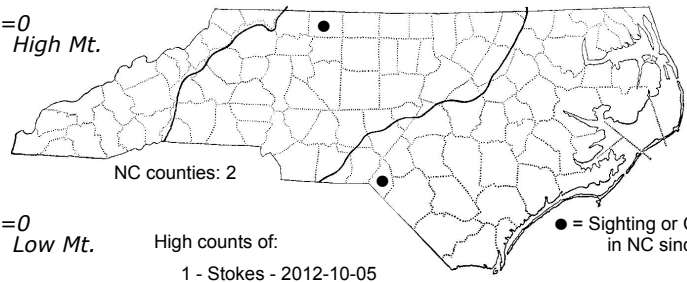 =0
High Mt.
NC counties: 2
=0
Low Mt.
High counts of:
1 - Stokes - 2012-10-05
● = Sighting or
in NC